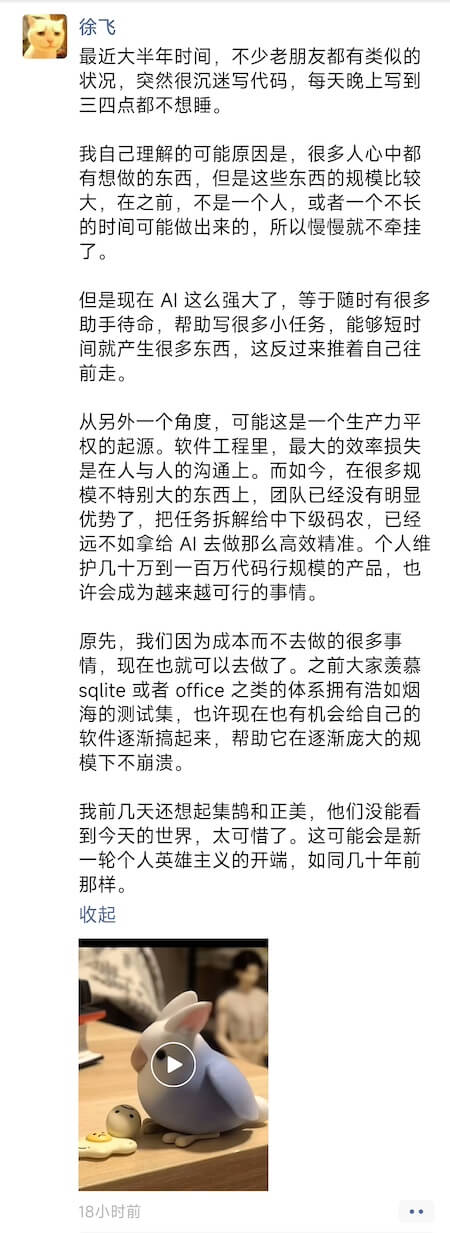 徐飞
最近大半年时间，不少老朋友都有类似的
状况，突然很沉迷写代码，每天晚上写到
三四点都不想睡。
我自己理解的可能原因是，很多人心中都
有想做的东西，但是这些东西的规模比较
大，在之前，不是一个人，或者一个不长
的时间可能做出来的，所以慢慢就不牵挂
了。
但是现在 AI 这么强大了，等于随时有很多
助手待命，帮助写很多小任务，能够短时
间就产生很多东西，这反过来推着自己往
前走。
从另外一个角度，可能这是一个生产力平
权的起源。软件工程里，最大的效率损失
是在人与人的沟通上。而如今，在很多规
模不特别大的东西上，团队已经没有明显
优势了，把任务拆解给中下级码农，已经
远不如拿给 AI 去做那么高效精准。个人维
护几十万到一百万代码行规模的产品，也
许会成为越来越可行的事情。
原先，我们因为成本而不去做的很多事
情，现在也就可以去做了。之前大家羡慕
sqlite 或者 office 之类的体系拥有浩如烟
海的测试集，也许现在也有机会给自己的
软件逐渐搞起来，帮助它在逐渐庞大的规
模下不崩溃。
我前几天还想起集鹄和正美，他们没能看
到今天的世界，太可惜了。这可能会是新
一轮个人英雄主义的开端，如同几十年前
那样。
收起
18小时前